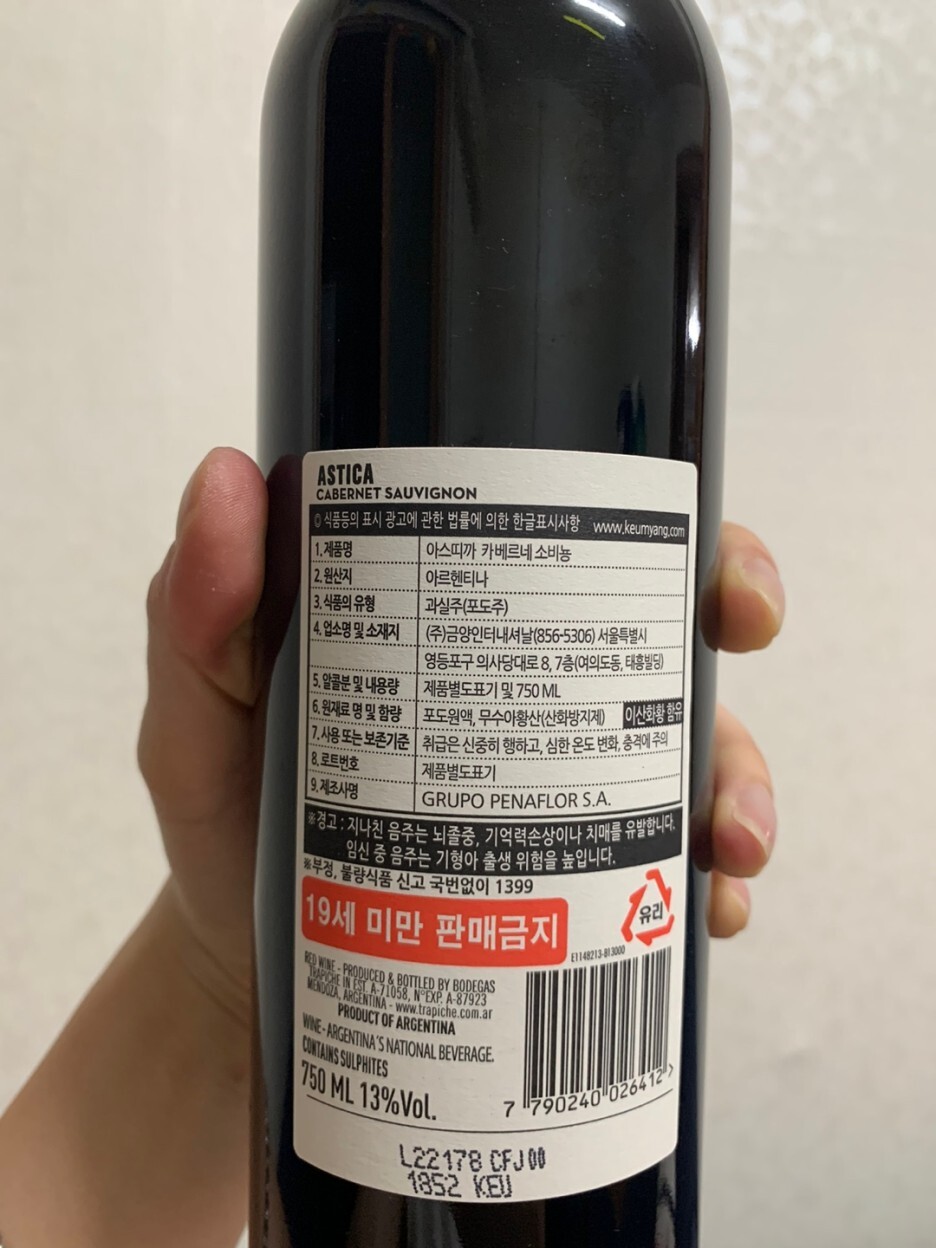 ASTICA
CABERNET SAUVIGNON
◎ 식품등의 표시 광고에 관한 법률에 의한 한글표시사항 www.keumyang.com
1. 제품명 아스띠까 카베르네 소비뇽
2. 원산지 아르헨티나
3. 식품의 유형 과실주(포도주)
4. 업소명 및 소재지 (주)금양인터내셔날(856-5306) 서울특별시
영등포구 의사당대로 8, 7층(여의도동, 태흥빌딩)
5. 알콜분 및 내용량 제품별도표기 및 750 ML
6. 원재료 명 및 함량 포도원액, 무수아황산(산화방지제) 이산화황 함유
7. 사용 또는 보존기준 취급은 신중히 행하고, 심한 온도 변화, 충격에 주의
8. 로트번호 제품별도표기
9. 제조사명 GRUPO PENAFLOR S.A.
※경고 : 지나친 음주는 뇌졸중, 기억력손상이나 치매를 유발합니다.
임신 중 음주는 기형아 출생 위험을 높입니다.
※부정, 불량식품 신고 국번없이 1399
19세 미만 판매금지
유리
E1148213-B13000
RED WINE - PRODUCED & BOTTLED BY BODEGAS
TRAPICHE IN EST. A-71058, N°EXP. A-87923
MENDOZA, ARGENTINA - www.trapiche.com.ar
PRODUCT OF ARGENTINA
WINE - ARGENTINA'S NATIONAL BEVERAGE.
CONTAINS SULPHITES
750 ML 13%Vol.
7 790240 026412 >
L22178 CFJ00
1852 KEU